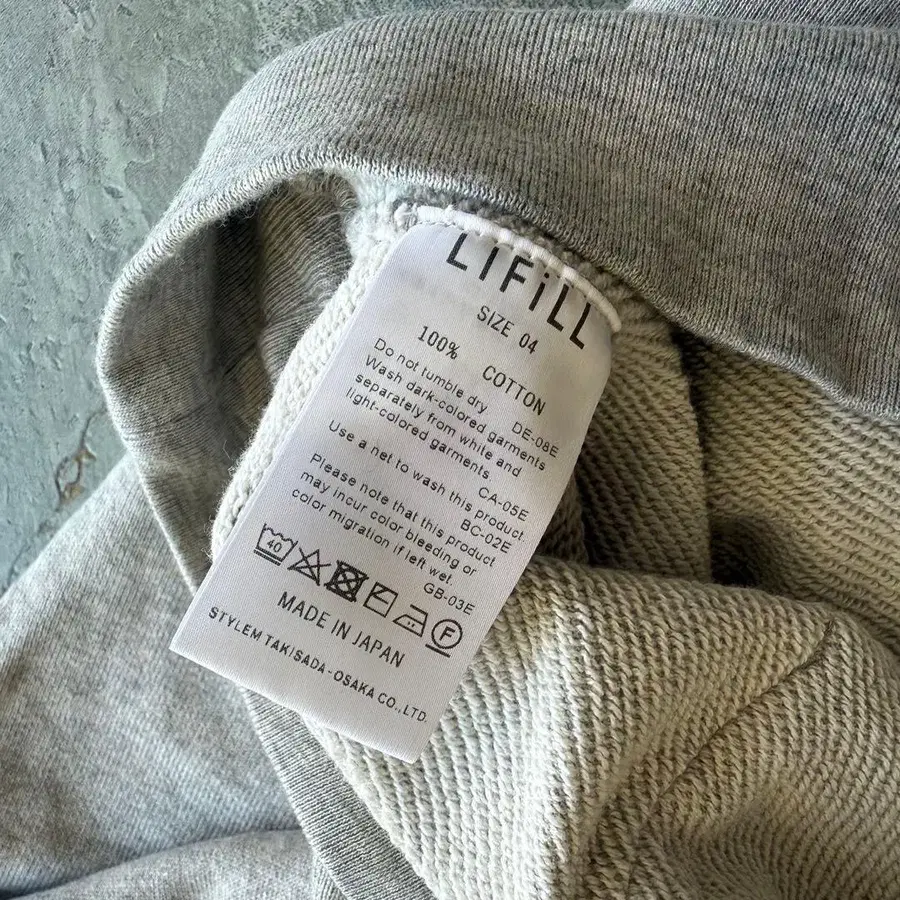 LiFiLL
SIZE 04
100% COTTON
Do not tumble dry DE-08E
Wash dark-colored garments
separately from white and
light-colored garments. CA-05E
Use a net to wash this product.
BC-02E
Please note that this product
may incur color bleeding or
color migration if left wet.
GB-03E
40
F
MADE IN JAPAN
STYLEM TAKISADA-OSAKA CO.,LTD.